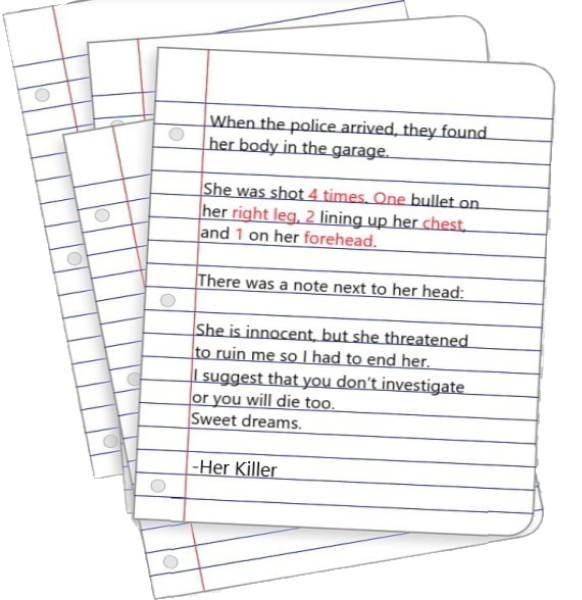 When the police arrived, they found
her body in the garage.
She was shot 4 times. One bullet on
her right leg, 2 lining up her chest,
and 1 on her forehead.
There was a note next to her head:
She is innocent, but she threatened
to ruin me so I had to end her.
I suggest that you don't investigate
or you will die too.
Sweet dreams.
-Her Killer